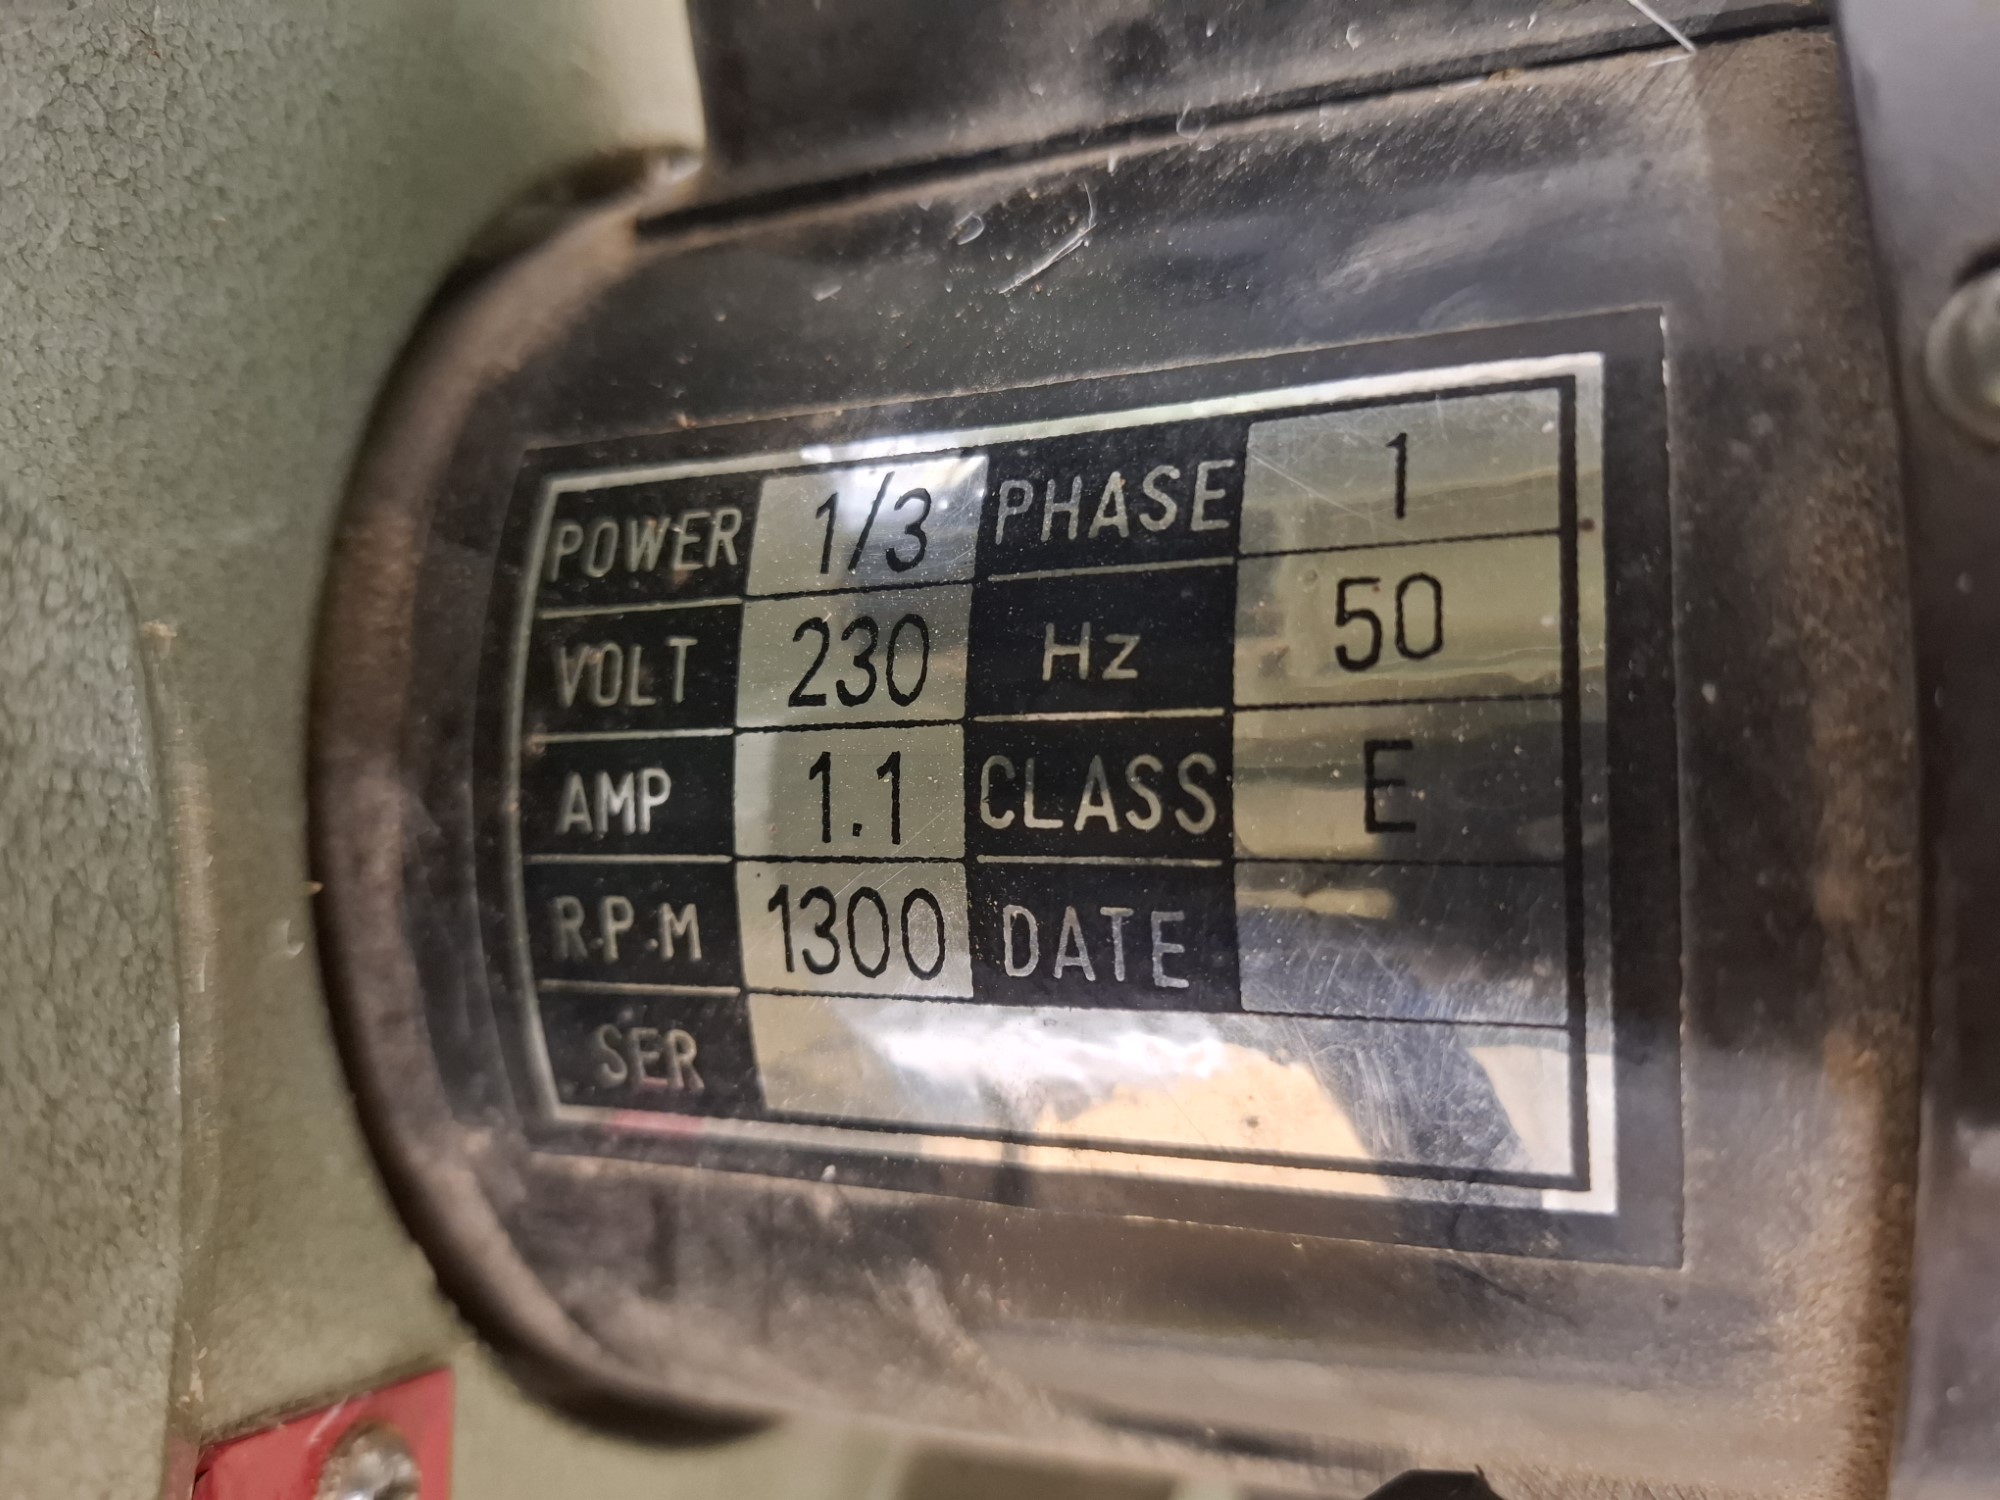 POWER 1/3 PHASE 1
VOLT 230 Hz 50
AMP 1.1 CLASS E
R.P.M 1300 DATE
SER